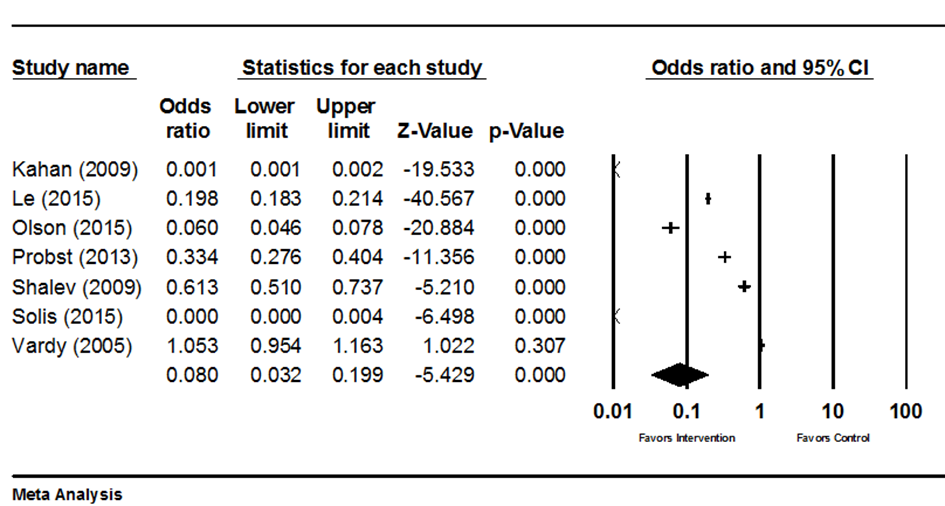 Study name Statistics for each study Odds ratio and 95% CI
Odds Lower Upper
ratio limit limit Z-Value p-Value
Kahan (2009) 0.001 0.001 0.002 -19.533 0.000
Le (2015) 0.198 0.183 0.214 -40.567 0.000
Olson (2015) 0.060 0.046 0.078 -20.884 0.000
Probst (2013) 0.334 0.276 0.404 -11.356 0.000
Shalev (2009) 0.613 0.510 0.737 -5.210 0.000
Solis (2015) 0.000 0.000 0.004 -6.498 0.000
Vardy (2005) 1.053 0.954 1.163 1.022 0.307
0.080 0.032 0.199 -5.429 0.000
0.01 0.1 1 10 100
Favors Intervention Favors Control
Meta Analysis